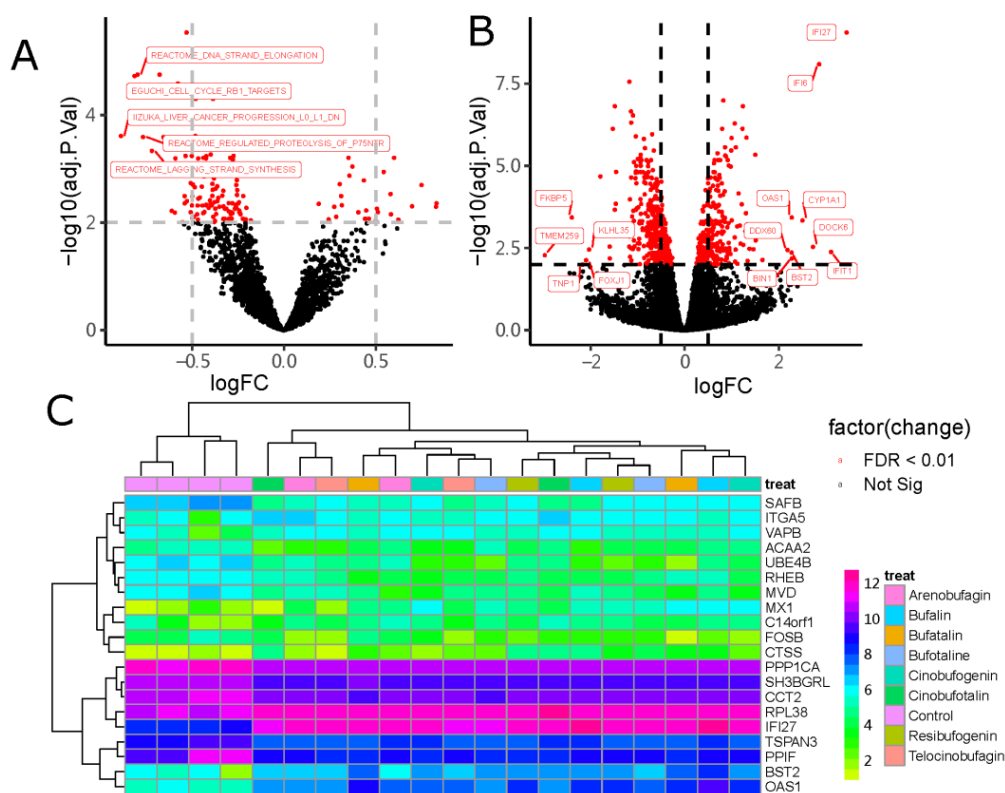 A
B
REACTOME_DNA_STRAND_ELONGATION
EGUCHI_CELL_CYCLE_RB1_TARGETS
IIZUKA_LIVER_CANCER_PROGRESSION_L0_L1_DN
REACTOME_REGULATED_PROTEOLYSIS_OF_P75NTR
REACTOME_LAGGING_STRAND_SYNTHESIS
-log10(adj.P.Val)
4
2
0
-0.5
0.0
0.5
logFC
IFI27
IFI6
FKBP5
OAS1
CYP1A1
TMEM259
KLHL35
DDX60
DOCK6
TNP1
FOXJ1
BIN1
BST2
IFIT1
-log10(adj.P.Val)
7.5
5.0
2.5
0.0
-2
0
2
logFC
C
factor(change)
FDR < 0.01
Not Sig
treat
SAFB
ITGA5
VAPB
ACAA2
UBE4B
RHEB
MVD
MX1
C14orf1
FOSB
CTSS
PPP1CA
SH3BGRL
CCT2
RPL38
IFI27
TSPAN3
PPIF
BST2
OAS1
12
10
8
6
4
2
treat
Arenobufagin
Bufalin
Bufatalin
Bufotaline
Cinobufogenin
Cinobufotalin
Control
Resibufogenin
Telocinobufagin